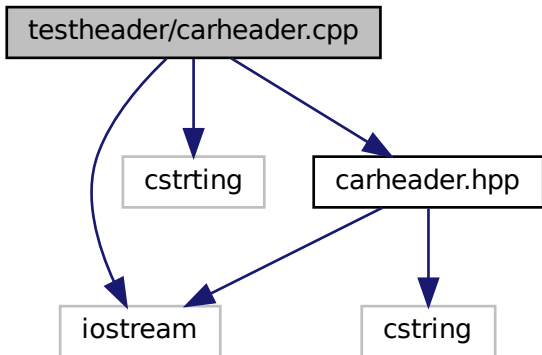 testheader/carheader.cpp
cstrting
carheader.hpp
iostream
cstring